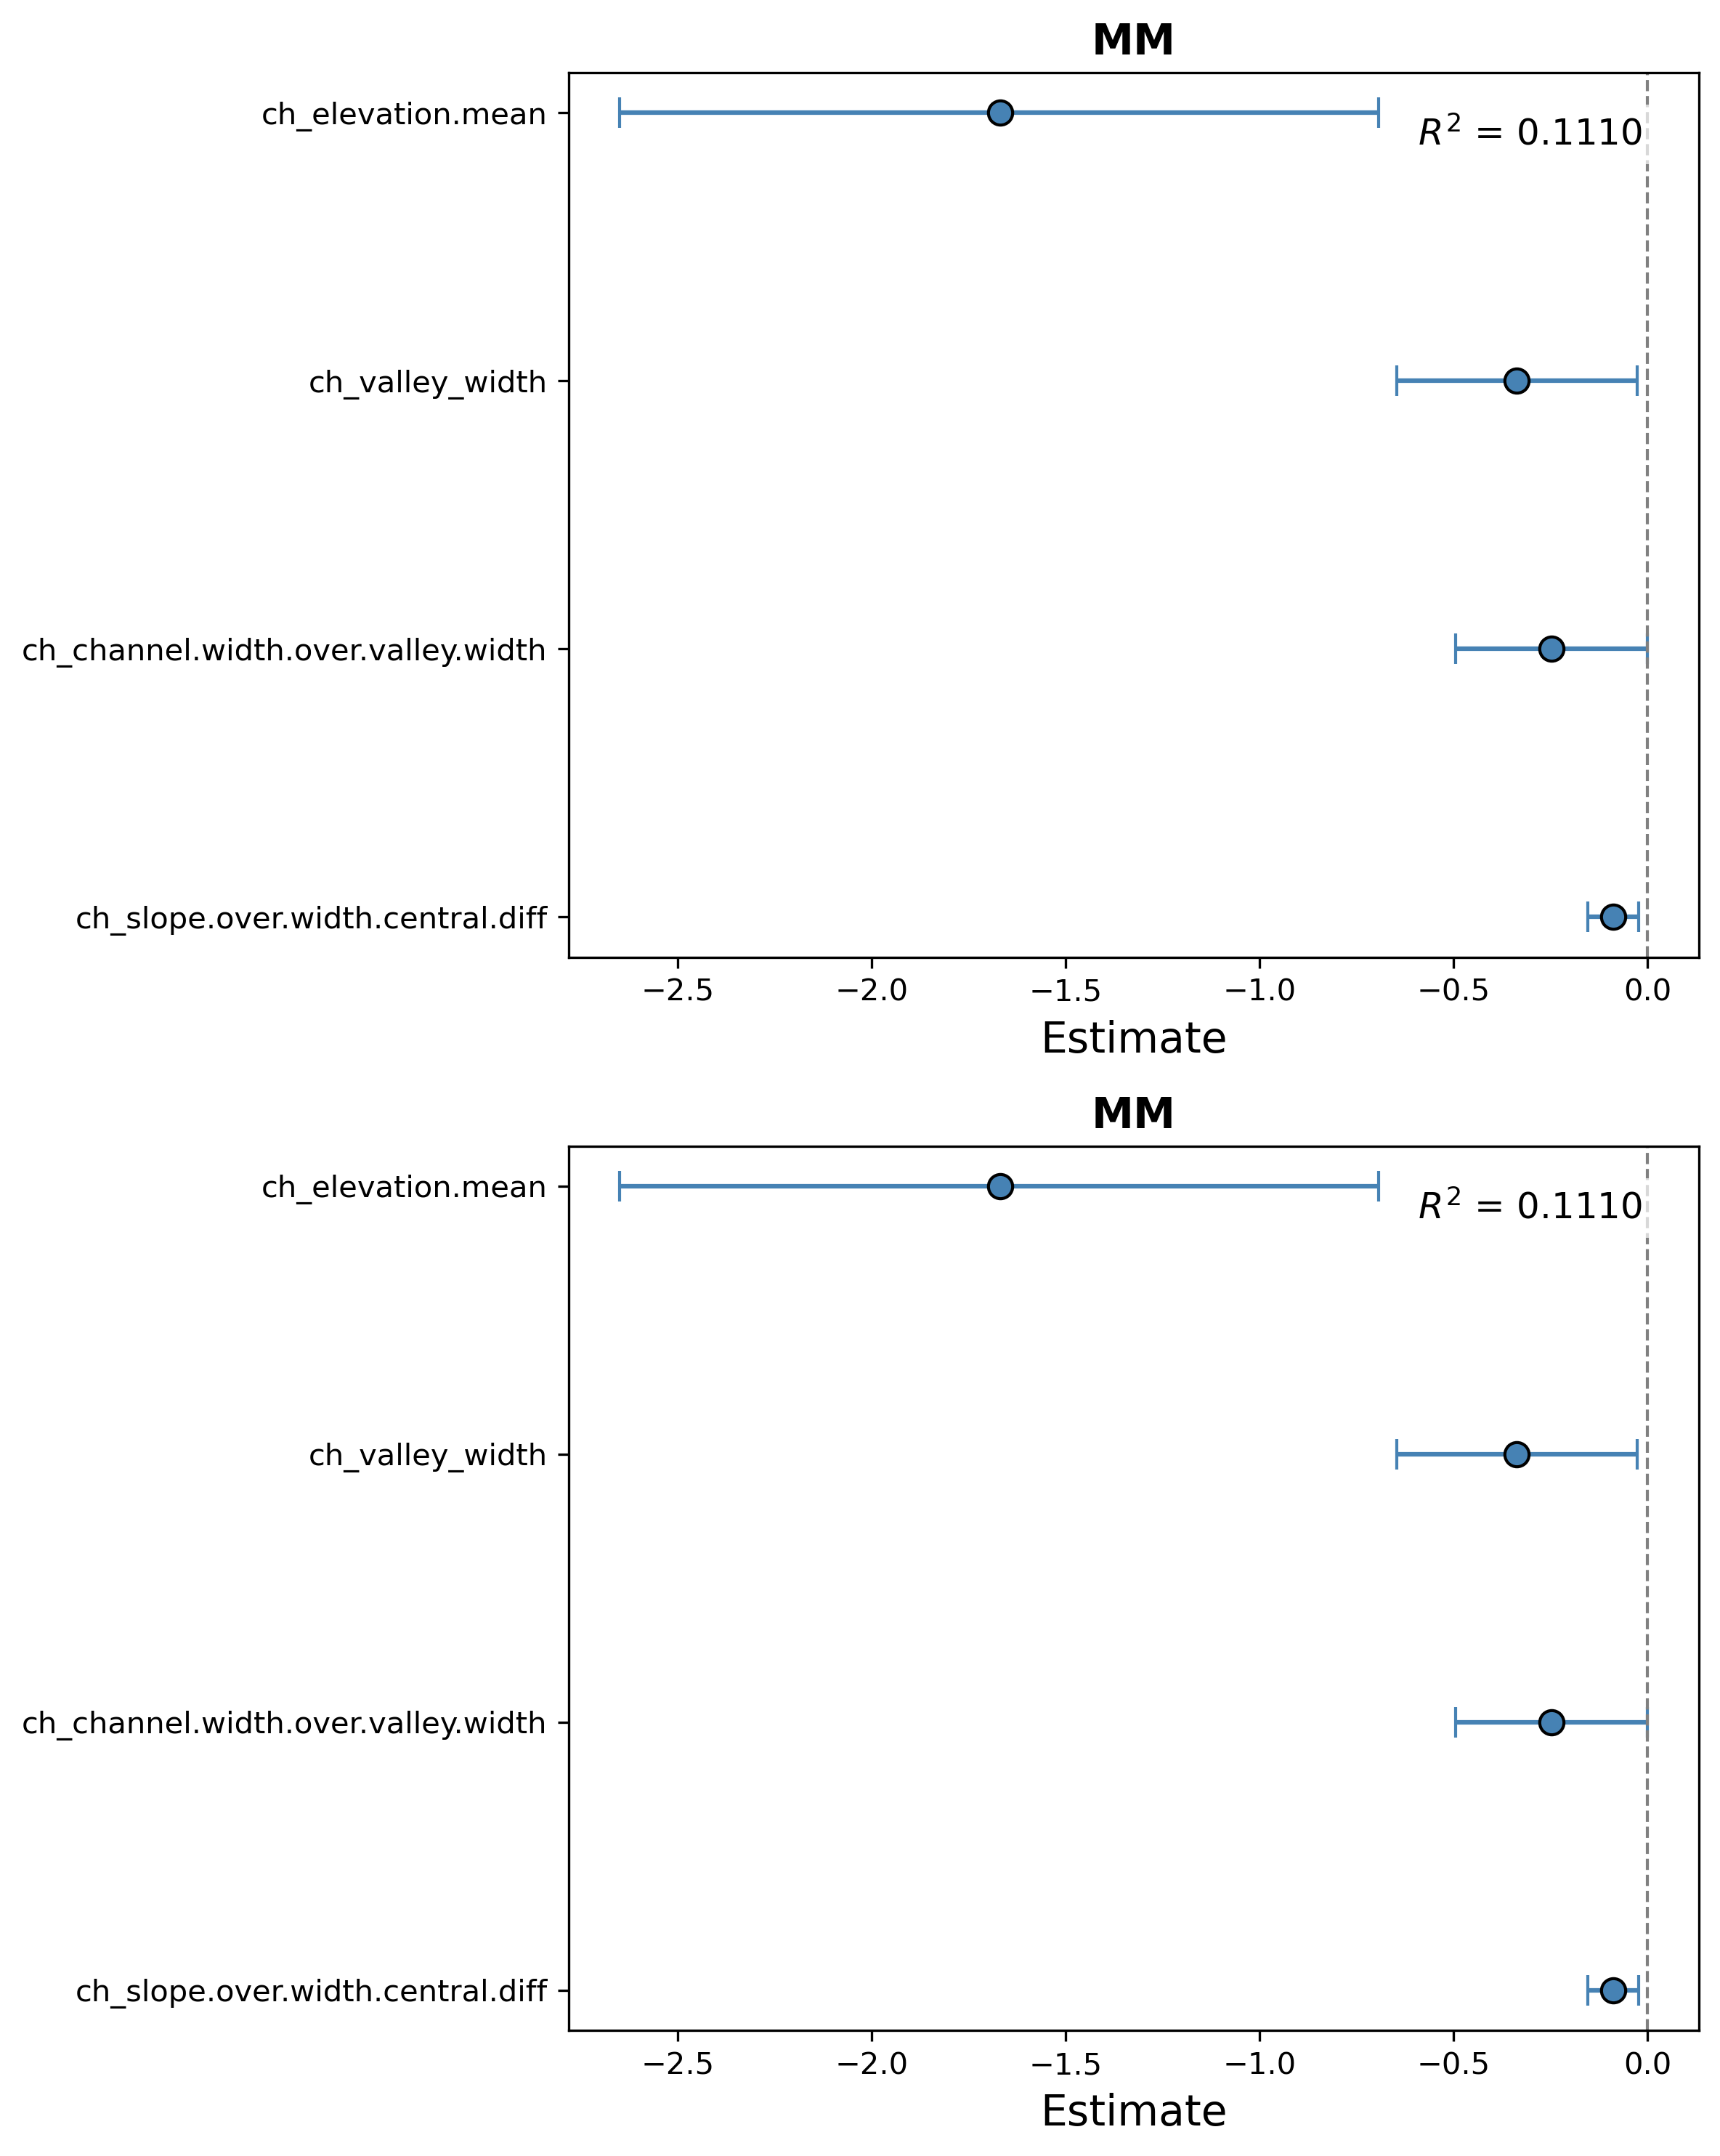 MM
ch_elevation.mean
R² = 0.1110
ch_valley_width
ch_channel.width.over.valley.width
ch_slope.over.width.central.diff
−2.5 −2.0 −1.5 −1.0 −0.5 0.0
Estimate
MM
ch_elevation.mean
R² = 0.1110
ch_valley_width
ch_channel.width.over.valley.width
ch_slope.over.width.central.diff
−2.5 −2.0 −1.5 −1.0 −0.5 0.0
Estimate